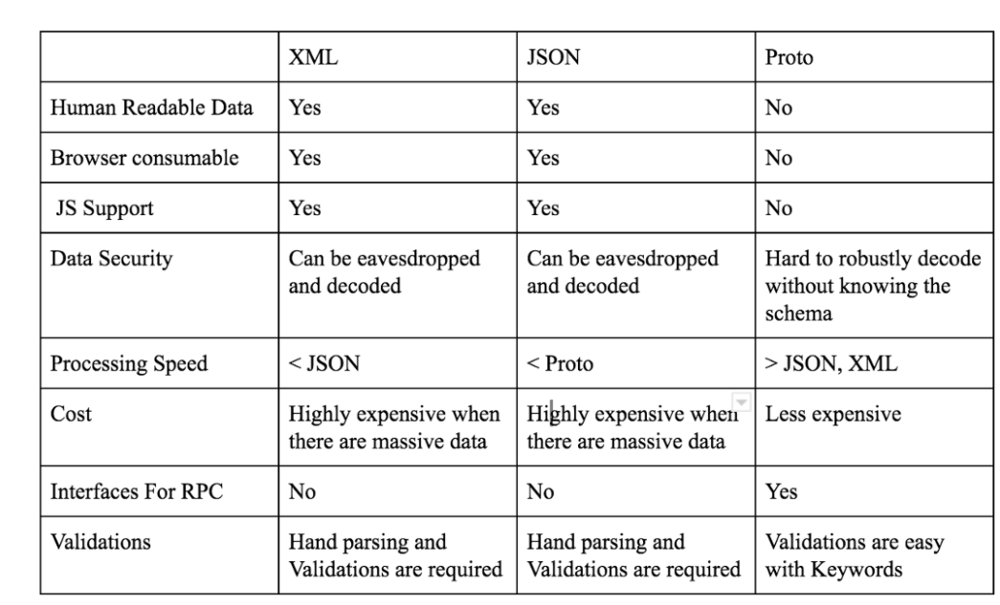 XML JSON Proto
Human Readable Data Yes Yes No
Browser consumable Yes Yes No
JS Support Yes Yes No
Data Security Can be eavesdropped Can be eavesdropped Hard to robustly decode
and decoded and decoded without knowing the
schema
Processing Speed < JSON < Proto > JSON, XML
Cost Highly expensive when Highly expensive when Less expensive
there are massive data there are massive data
Interfaces For RPC No No Yes
Validations Hand parsing and Hand parsing and Validations are easy
Validations are required Validations are required with Keywords